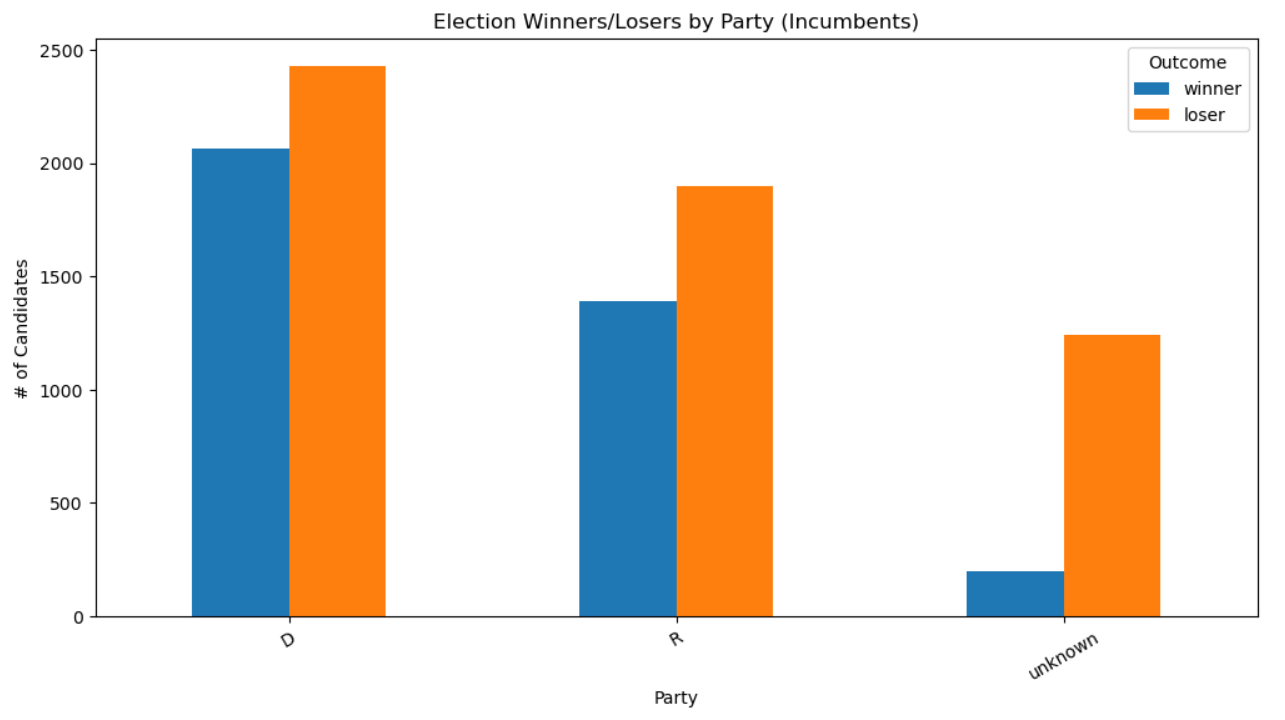 Election Winners/Losers by Party (Incumbents)
Outcome
winner
loser
# of Candidates
2500
2000
1500
1000
500
0
D
R
unknown
Party